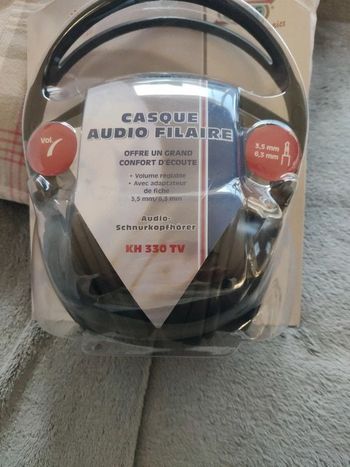 CASQUE
AUDIO FILAIRE
OFFRE UN GRAND
CONFORT D'ÉCOUTE
• Volume réglable
• Avec adaptateur
de fiche
3,5 mm/6,3 mm
Audio-
Schnurkopfhörer
KH 330 TV
Vol.
3,5 mm
6,3 mm